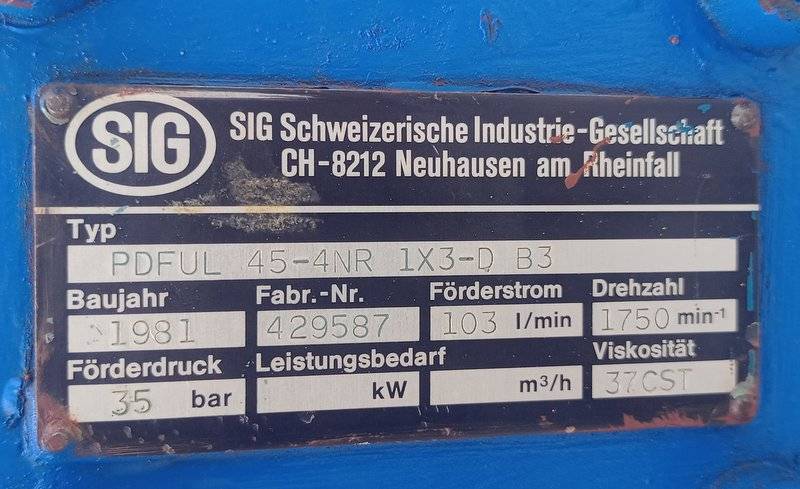 SIG
SIG Schweizerische Industrie-Gesellschaft
CH-8212 Neuhausen am Rheinfall
Typ
PDFUL 45-4NR 1X3-D B3
Baujahr Fabr.-Nr. Förderstrom Drehzahl
1981 429587 103 l/min 1750 min-1
Förderdruck Leistungsbedarf Viskosität
35 bar kW m³/h 37CST